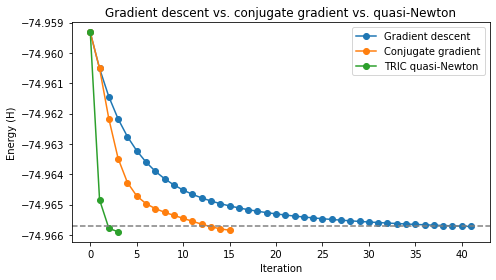 Gradient descent vs. conjugate gradient vs. quasi-Newton
Gradient descent
Conjugate gradient
TRIC quasi-Newton
Energy (H)
−74.959
−74.960
−74.961
−74.962
−74.963
−74.964
−74.965
−74.966
0 5 10 15 20 25 30 35 40
Iteration